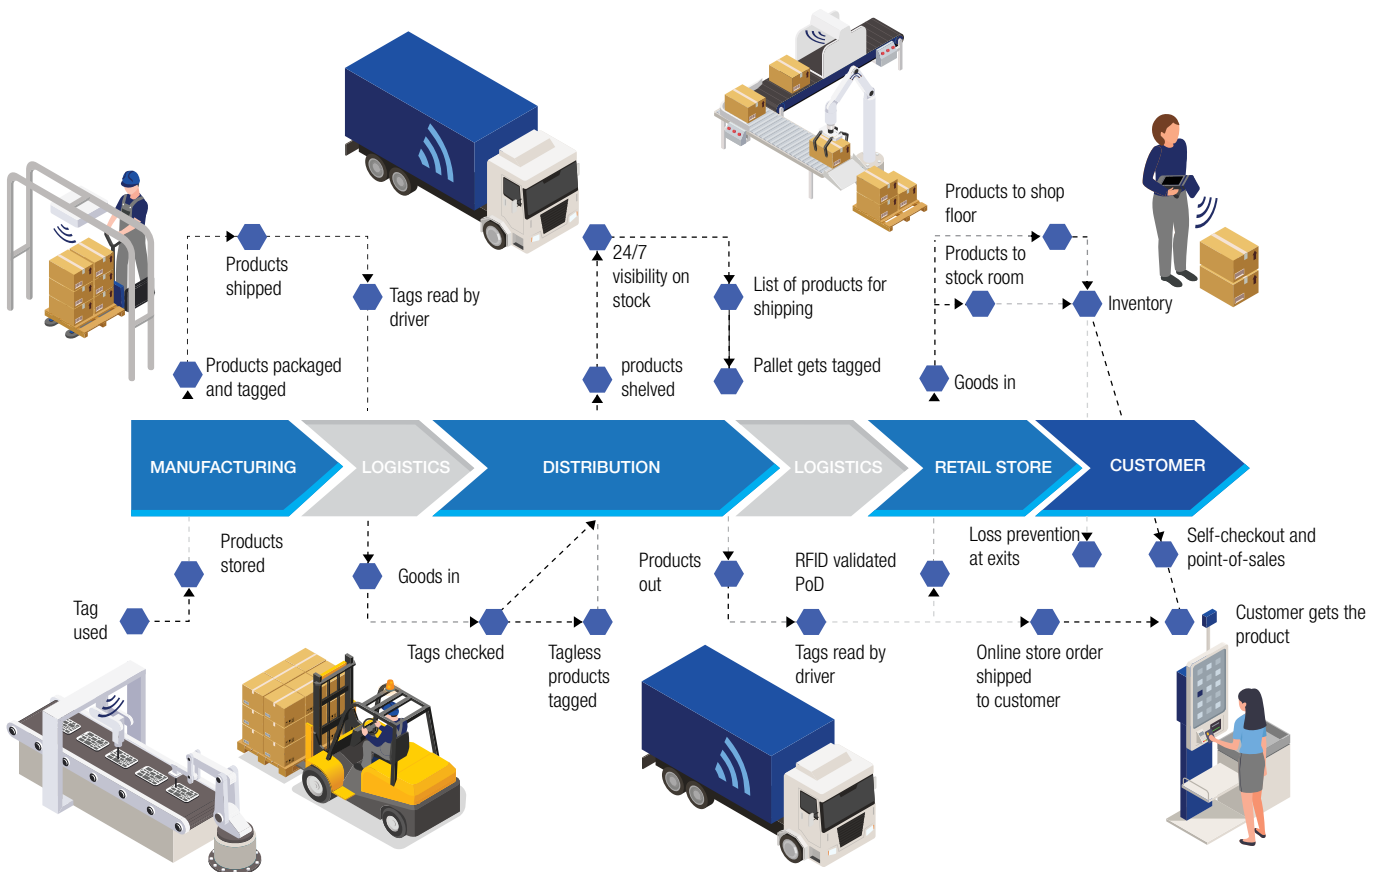 Products to shop
floor
Products
shipped
24/7
visibility on
stock
Products to
stock room
Tags read by
driver
List of products for
shipping
Inventory
Products packaged
and tagged
products
shelved
Pallet gets tagged
Goods in
MANUFACTURING
LOGISTICS
DISTRIBUTION
LOGISTICS
RETAIL STORE
CUSTOMER
Products
stored
Goods in
Products
out
RFID validated
PoD
Loss prevention
at exits
Self-checkout and
point-of-sales
Tag
used
Tags checked
Tagless
products
tagged
Tags read by
driver
Online store order
shipped
to customer
Customer gets the
product